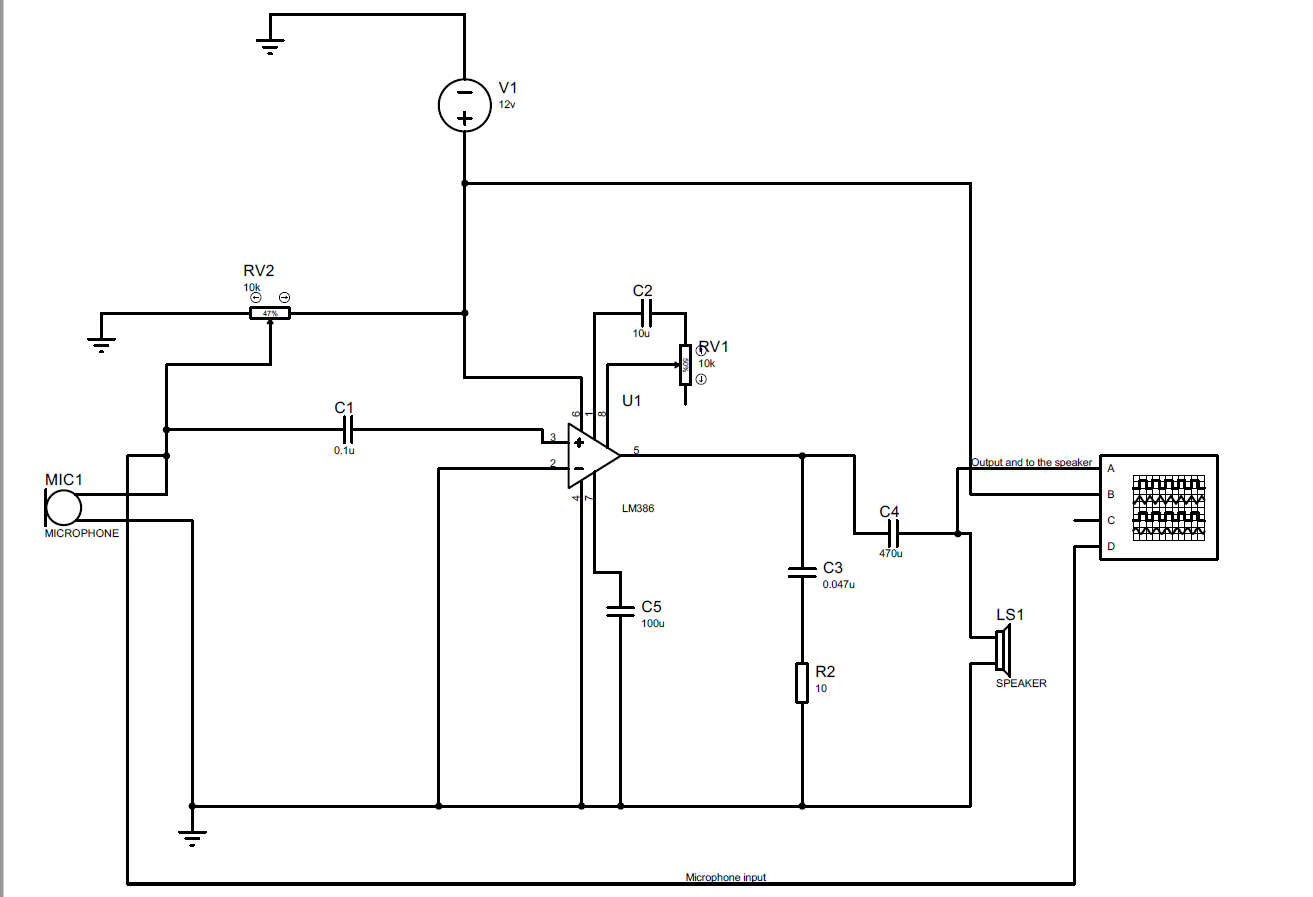 V1
12v
RV2
10k
47%
C2
10u
RV1
10k
50%
U1
6
1
8
C1
0.1u
3
2
5
4
7
LM386
MIC1
MICROPHONE
Output and to the speaker
A
B
C
D
C4
470u
C3
0.047u
C5
100u
LS1
SPEAKER
R2
10
Microphone input